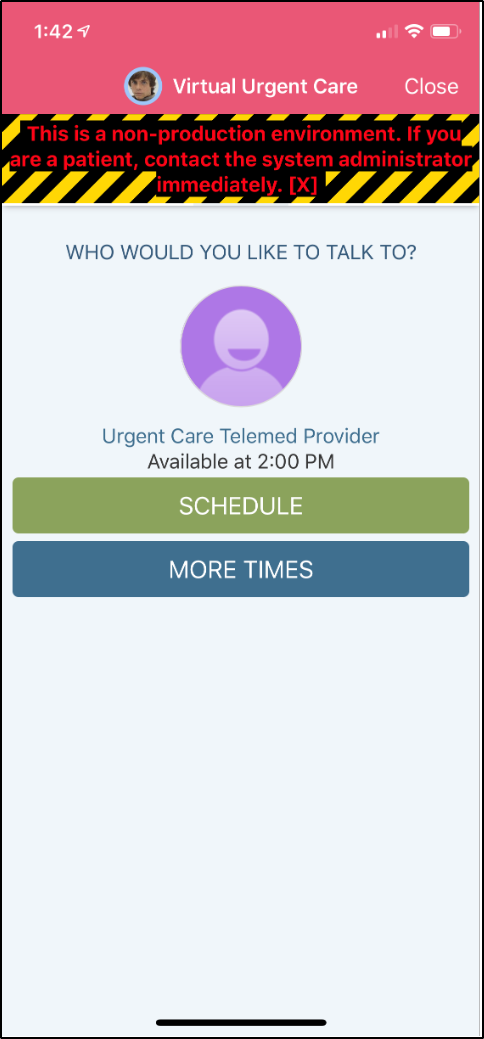 1:42
Virtual Urgent Care
Close
This is a non-production environment. If you
are a patient, contact the system administrator
immediately. [X]
WHO WOULD YOU LIKE TO TALK TO?
Urgent Care Telemed Provider
Available at 2:00 PM
SCHEDULE
MORE TIMES